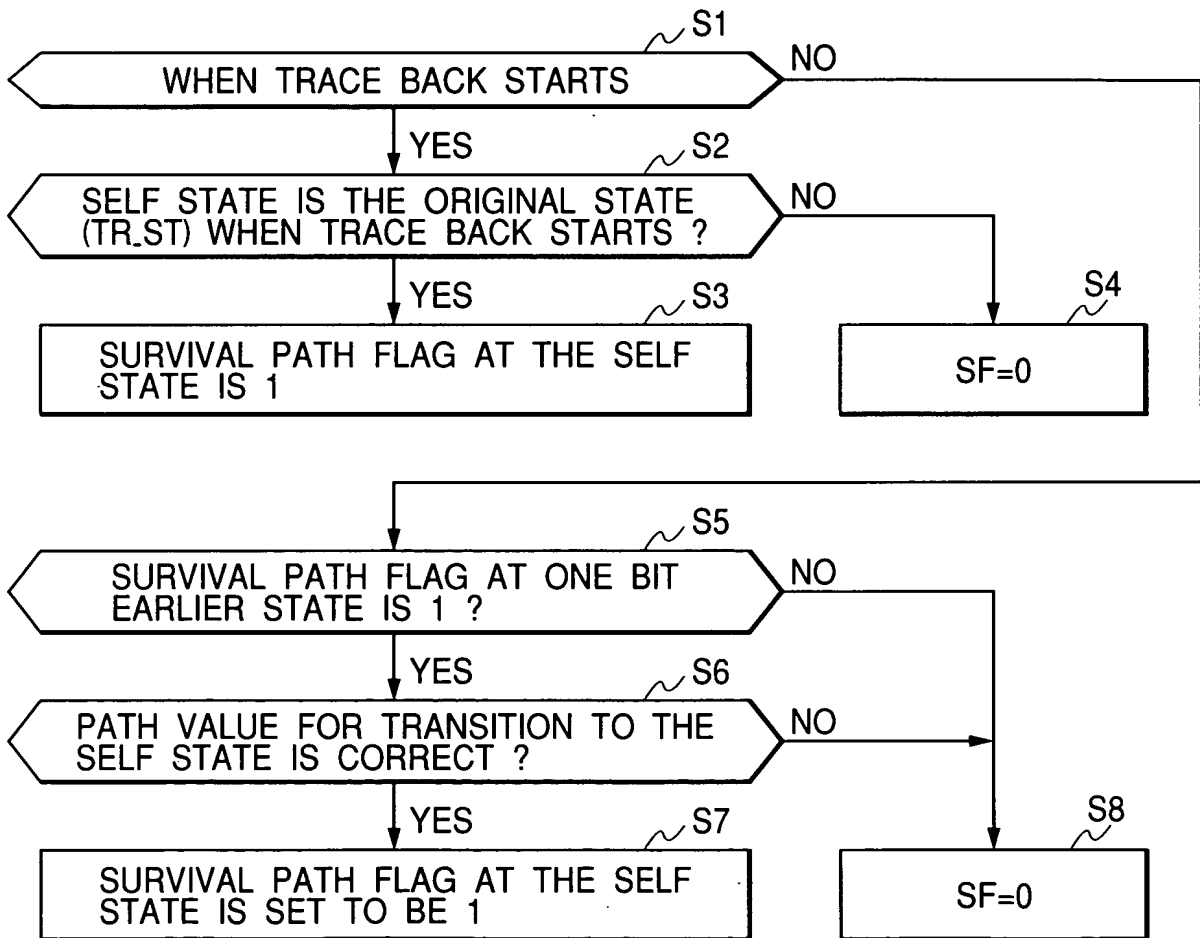 S1
WHEN TRACE BACK STARTS
NO
YES
S2
SELF STATE IS THE ORIGINAL STATE
(TR_ST) WHEN TRACE BACK STARTS ?
NO
YES
S3
SURVIVAL PATH FLAG AT THE SELF
STATE IS 1
S4
SF=0
S5
SURVIVAL PATH FLAG AT ONE BIT
EARLIER STATE IS 1 ?
NO
YES
S6
PATH VALUE FOR TRANSITION TO THE
SELF STATE IS CORRECT ?
NO
YES
S7
SURVIVAL PATH FLAG AT THE SELF
STATE IS SET TO BE 1
S8
SF=0